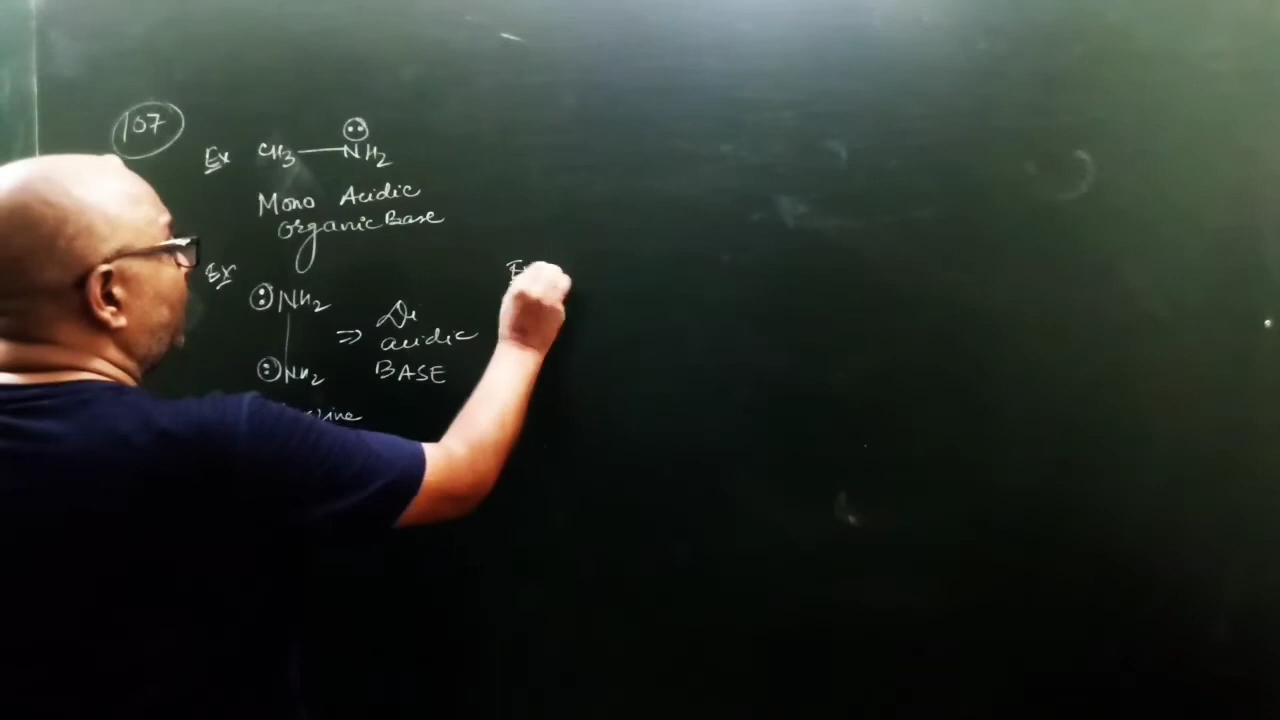 107
Ex CH3—NH2
Mono Acidic
Organic Base
Ex
NH2
⇒ Di
acidic
NH2 BASE